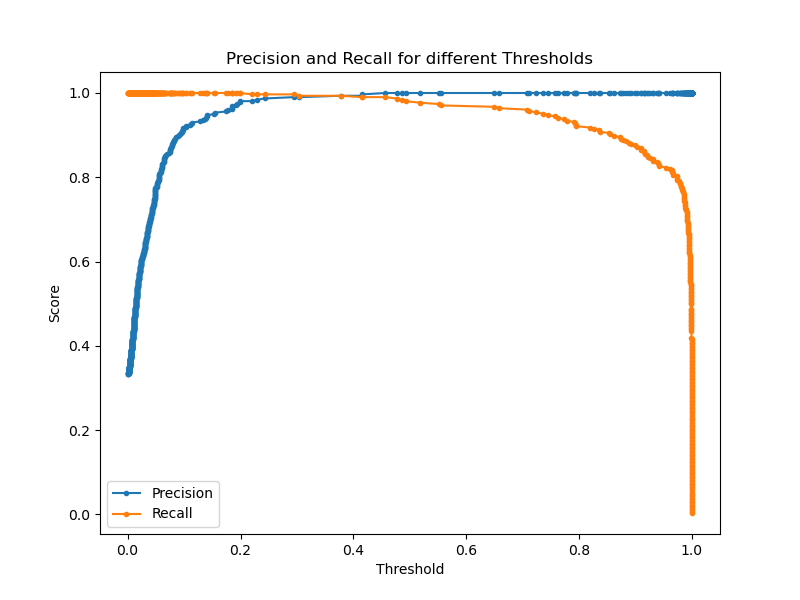 Precision and Recall for different Thresholds
1.0
0.8
0.6
0.4
0.2
0.0
Score
Precision
Recall
0.0 0.2 0.4 0.6 0.8 1.0
Threshold